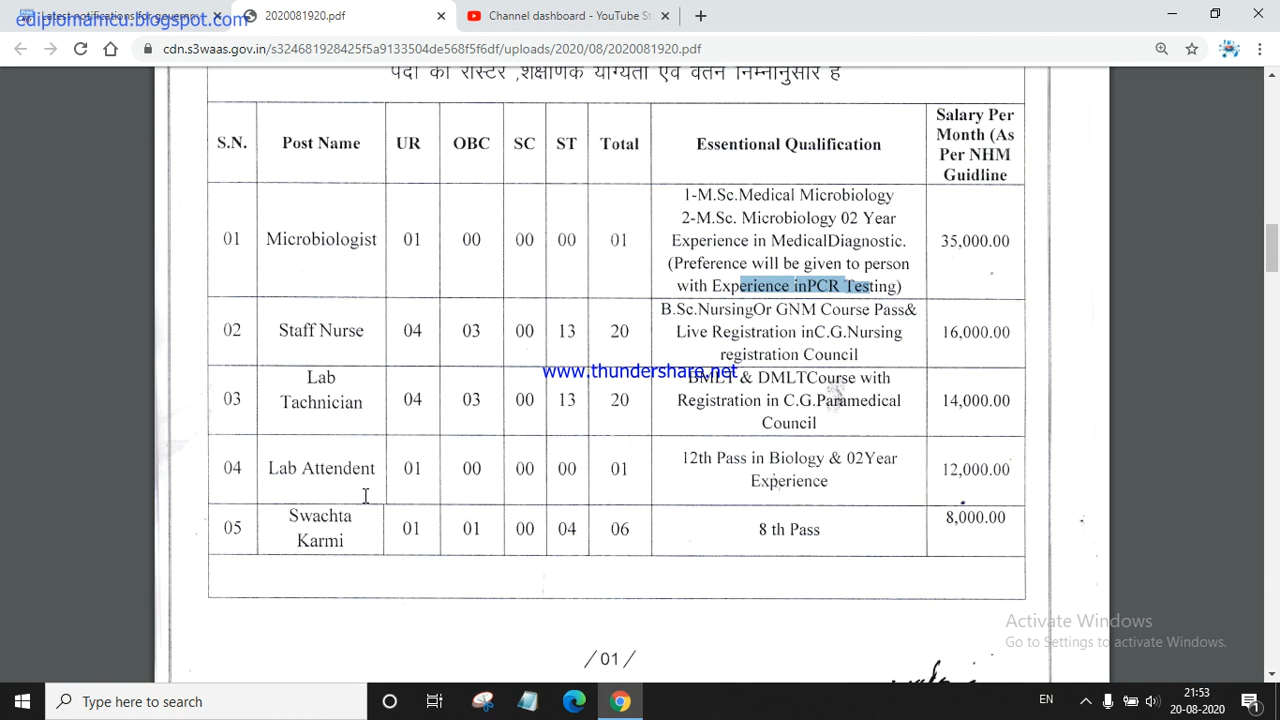 Latest notifications for governm
ediplomamcu.blogspot.com
2020081920.pdf
Channel dashboard - YouTube St
cdn.s3waas.gov.in/s324681928425f5a9133504de568f5f6df/uploads/2020/08/2020081920.pdf
पदों का रोस्टर ,शैक्षणिक योग्यता एवं वेतन निम्नानुसार है
S.N. Post Name UR OBC SC ST Total Essentional Qualification Salary Per Month (As Per NHM Guidline
01 Microbiologist 01 00 00 00 01 35,000.00
1-M.Sc.Medical Microbiology
2-M.Sc. Microbiology 02 Year
Experience in MedicalDiagnostic.
(Preference will be given to person
with Experience inPCR Testing)
02 Staff Nurse 04 03 00 13 20 16,000.00
B.Sc.NursingOr GNM Course Pass&
Live Registration inC.G.Nursing
registration Council
www.thundershare.net
03 Lab Tachnician 04 03 00 13 20 14,000.00
BMLT & DMLTCourse with
Registration in C.G.Paramedical
Council
04 Lab Attendent 01 00 00 00 01 12,000.00
12th Pass in Biology & 02Year
Experience
05 Swachta Karmi 01 01 00 04 06 8 th Pass 8,000.00
/01/
Activate Windows
Go to Settings to activate Windows.
Type here to search
EN
21:53
20-08-2020
1